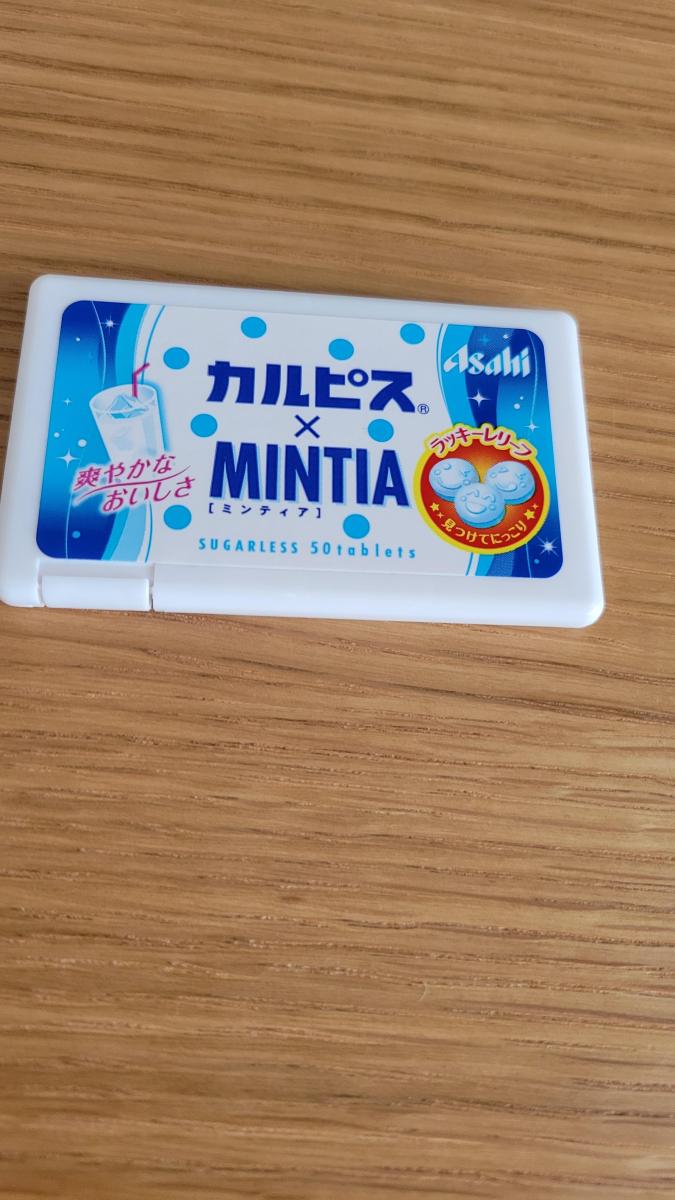 Asahi
カルピス®
×
MINTIA
[ミンティア]
SUGARLESS 50tablets
爽やかな
おいしさ
ラッキーレリーフ
見つけてにっこり